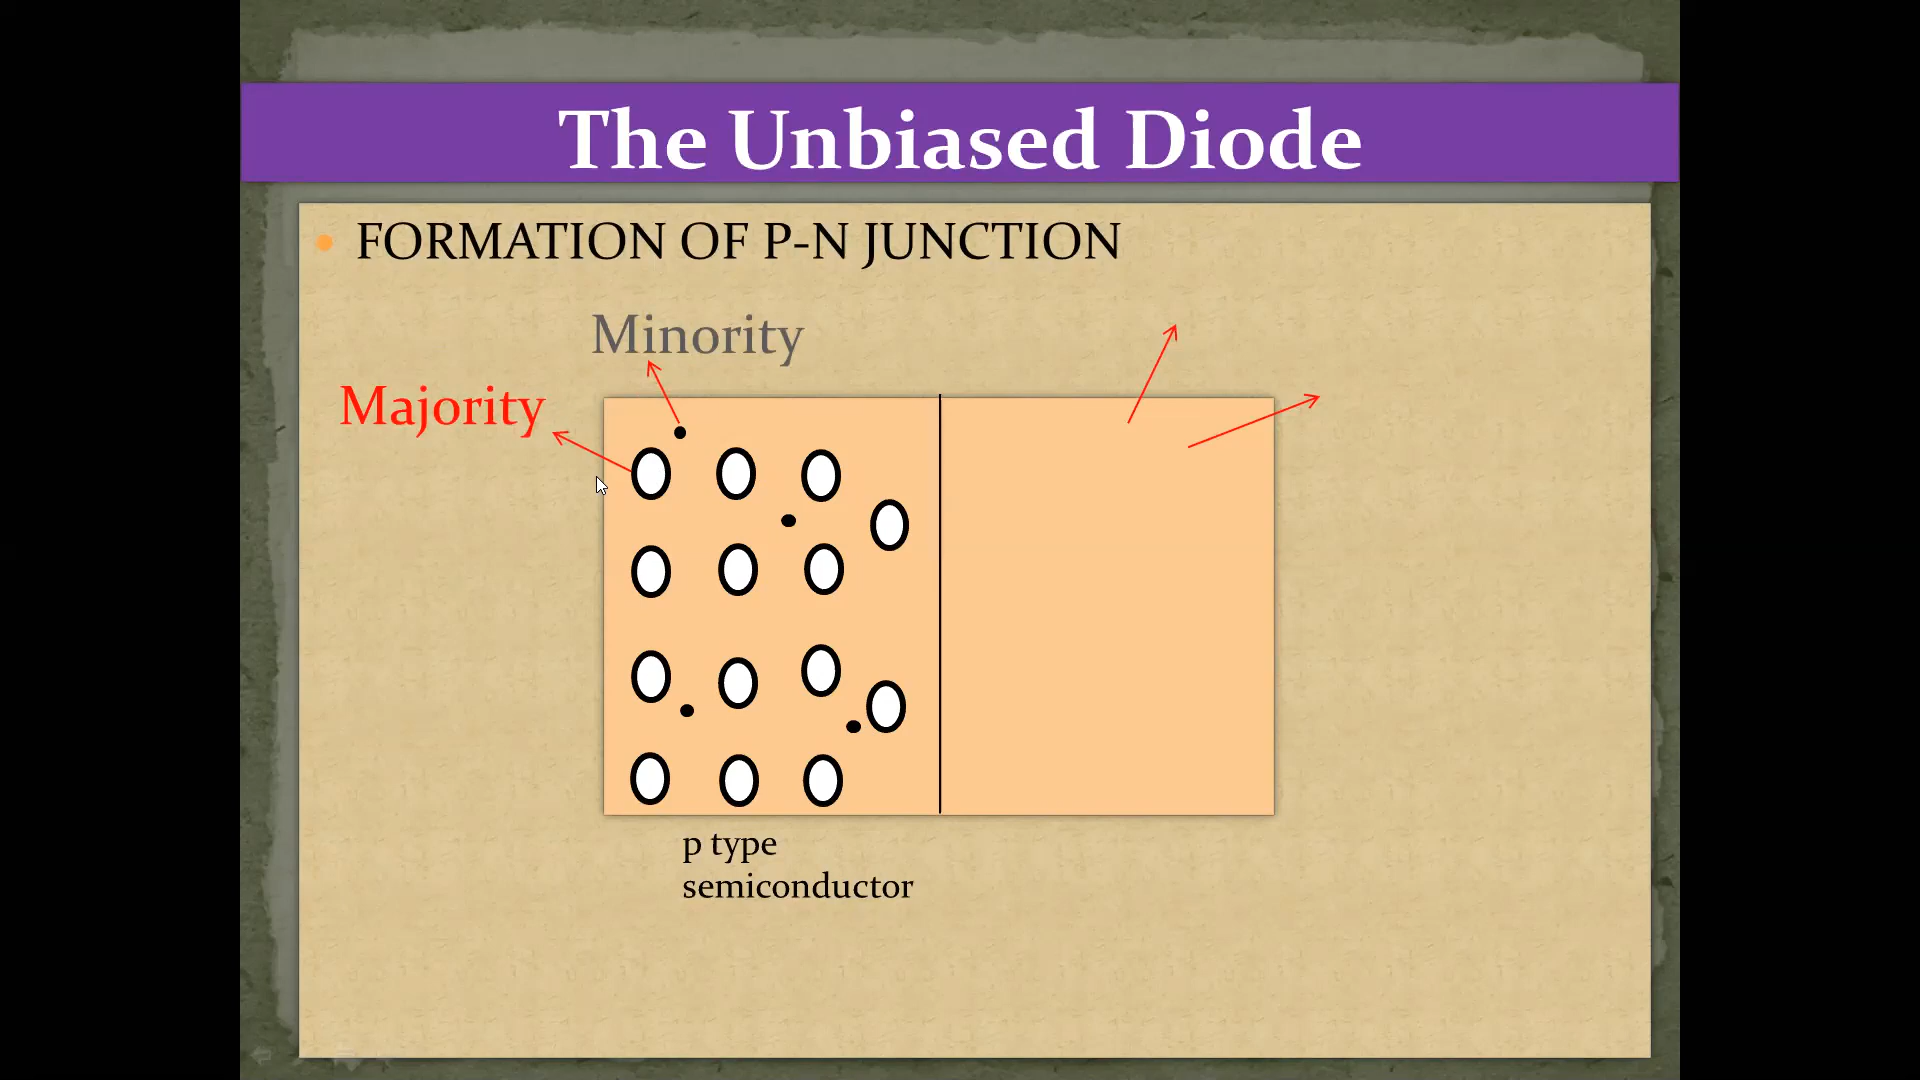 The Unbiased Diode
FORMATION OF P-N JUNCTION
Minority
Majority
p type
semiconductor